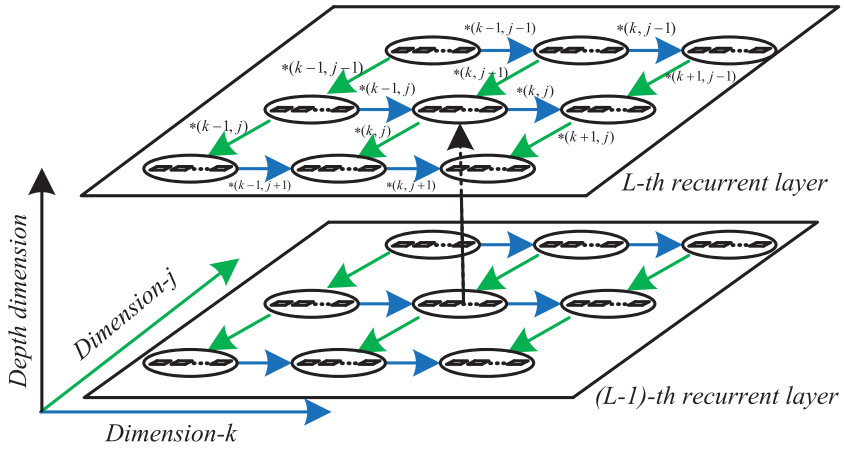 *(k−1, j−1)
*(k, j−1)
*(k−1, j−1)
*(k, j−1)
*(k+1, j−1)
*(k−1, j)
*(k, j)
*(k−1, j)
*(k, j)
*(k+1, j)
*(k−1, j+1)
*(k, j+1)
L-th recurrent layer
Depth dimension
Dimension-j
(L-1)-th recurrent layer
Dimension-k